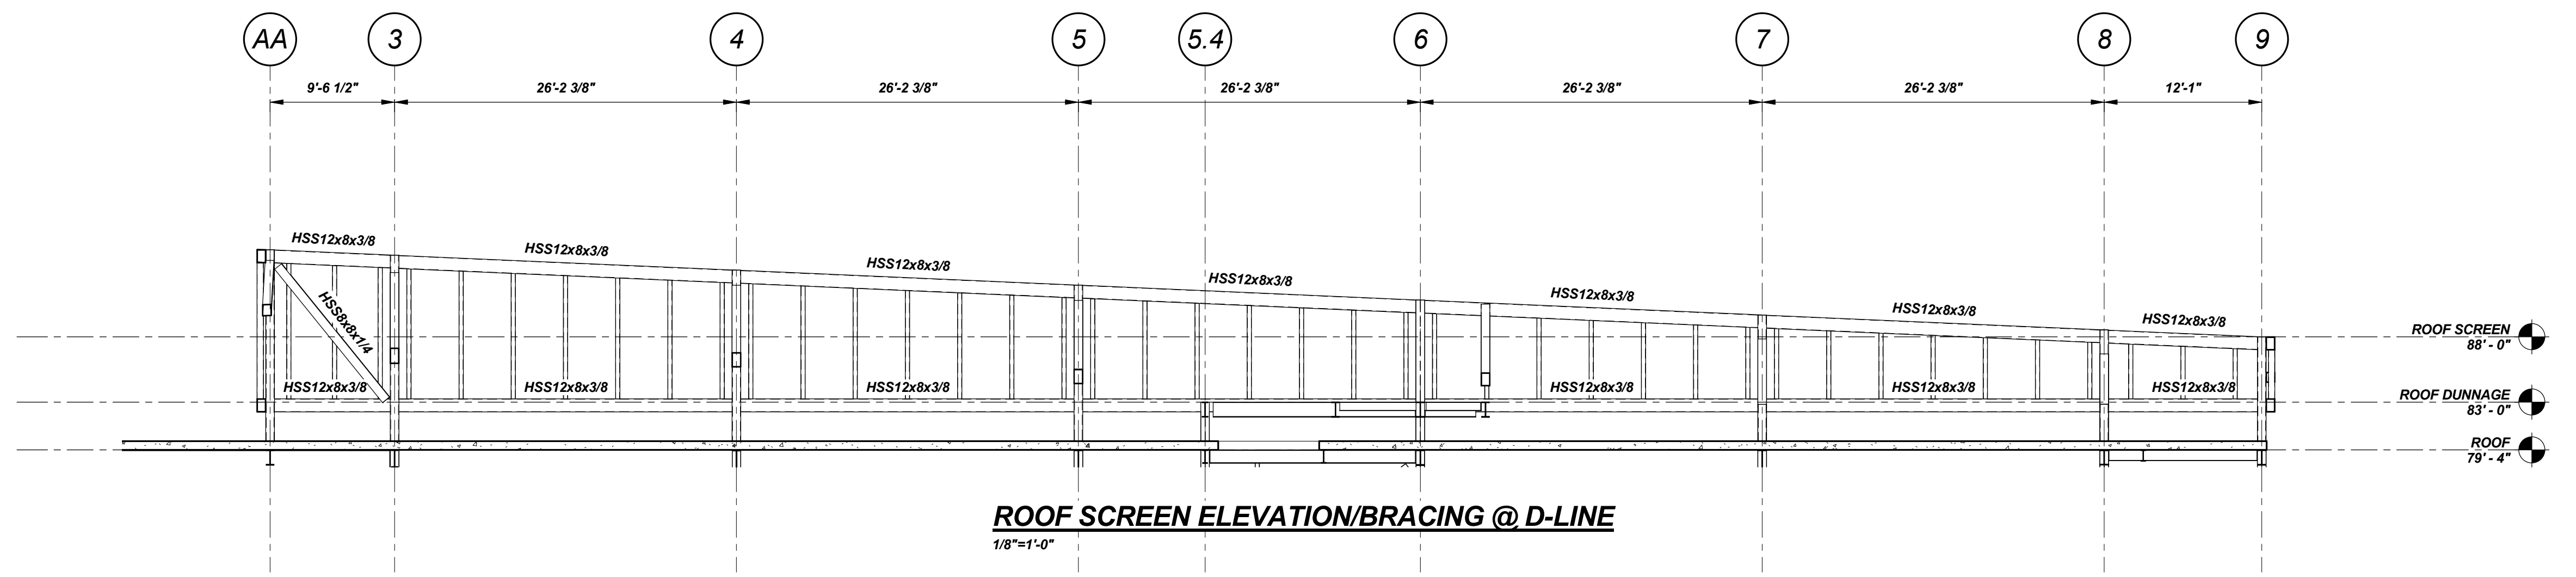 AA 3 4 5 5.4 6 7 8 9
9'-6 1/2" 26'-2 3/8" 26'-2 3/8" 26'-2 3/8" 26'-2 3/8" 26'-2 3/8" 12'-1"
HSS12x8x3/8
HSS12x8x3/8
HSS12x8x3/8
HSS12x8x3/8
HSS12x8x3/8
HSS12x8x3/8
HSS12x8x3/8
HSS8x8x1/4
ROOF SCREEN
88' - 0"
HSS12x8x3/8 HSS12x8x3/8 HSS12x8x3/8 HSS12x8x3/8 HSS12x8x3/8 HSS12x8x3/8
ROOF DUNNAGE
83' - 0"
ROOF
79' - 4"
ROOF SCREEN ELEVATION/BRACING @ D-LINE
1/8"=1'-0"